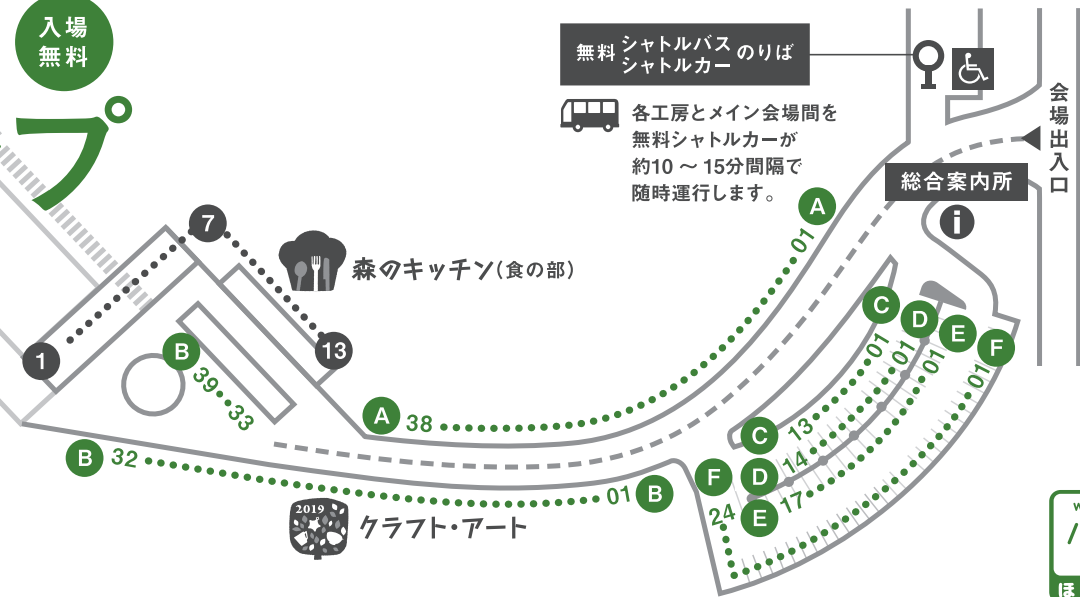 入場
無料
プ
無料 シャトルバス
シャトルカー のりば
各工房とメイン会場間を
無料シャトルカーが
約10 ～ 15分間隔で
随時運行します。
会場出入口
総合案内所
i
A
01
7
森のキッチン(食の部)
1
13
B
39
33
A
38
B
32
01
B
2019
クラフト・アート
C
D
E
F
01
01
01
01
C
13
D
14
E
17
F
24
ほ